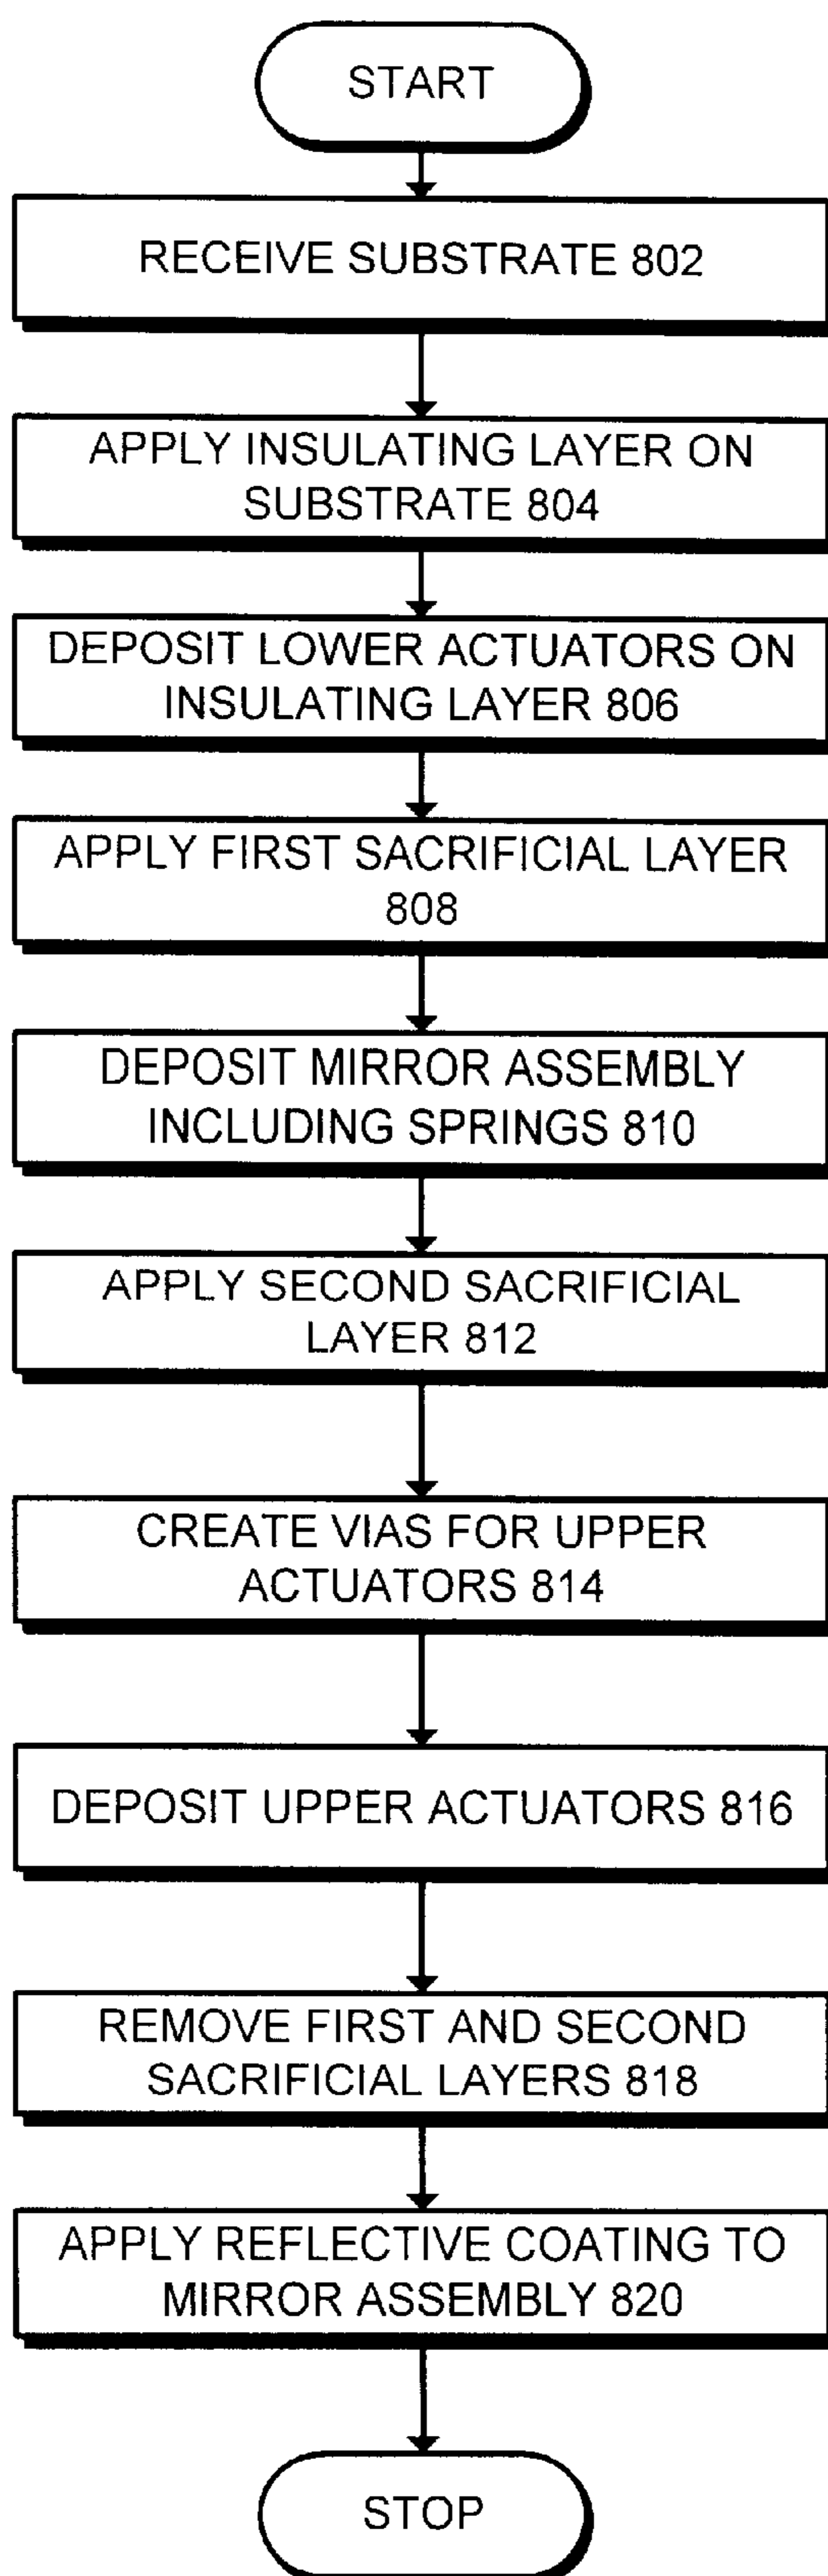 START
RECEIVE SUBSTRATE 802
APPLY INSULATING LAYER ON
SUBSTRATE 804
DEPOSIT LOWER ACTUATORS ON
INSULATING LAYER 806
APPLY FIRST SACRIFICIAL LAYER
808
DEPOSIT MIRROR ASSEMBLY
INCLUDING SPRINGS 810
APPLY SECOND SACRIFICIAL
LAYER 812
CREATE VIAS FOR UPPER
ACTUATORS 814
DEPOSIT UPPER ACTUATORS 816
REMOVE FIRST AND SECOND
SACRIFICIAL LAYERS 818
APPLY REFLECTIVE COATING TO
MIRROR ASSEMBLY 820
STOP